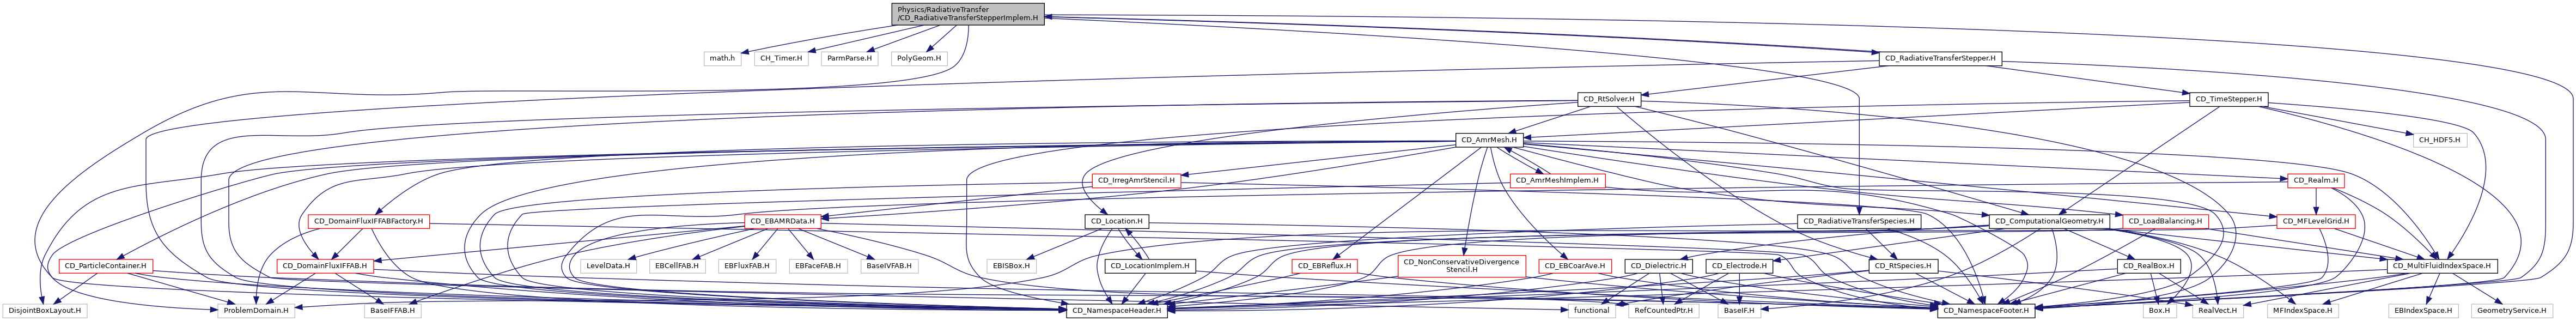 Physics/RadiativeTransfer
/CD_RadiativeTransferStepperImplem.H
math.h
CH_Timer.H
ParmParse.H
PolyGeom.H
CD_RadiativeTransferStepper.H
CD_RtSolver.H
CD_TimeStepper.H
CD_AmrMesh.H
CH_HDF5.H
CD_IrregAmrStencil.H
CD_AmrMeshImplem.H
CD_Realm.H
CD_DomainFluxIFFABFactory.H
CD_EBAMRData.H
CD_Location.H
CD_RadiativeTransferSpecies.H
CD_ComputationalGeometry.H
CD_LoadBalancing.H
CD_MFLevelGrid.H
CD_ParticleContainer.H
CD_DomainFluxIFFAB.H
LevelData.H
EBCellFAB.H
EBFluxFAB.H
EBFaceFAB.H
BaseIVFAB.H
EBISBox.H
CD_LocationImplem.H
CD_EBReflux.H
CD_NonConservativeDivergence
Stencil.H
CD_EBCoarAve.H
CD_Dielectric.H
CD_Electrode.H
CD_RtSpecies.H
CD_RealBox.H
CD_MultiFluidIndexSpace.H
DisjointBoxLayout.H
ProblemDomain.H
BaseIFFAB.H
CD_NamespaceHeader.H
functional
RefCountedPtr.H
BaseIF.H
CD_NamespaceFooter.H
Box.H
RealVect.H
MFIndexSpace.H
EBIndexSpace.H
GeometryService.H